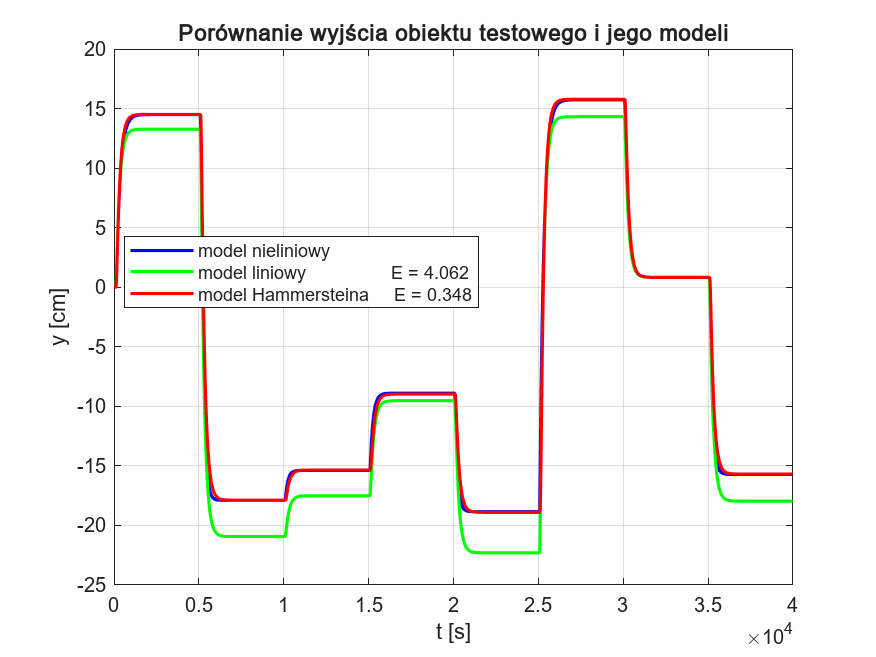 Porównanie wyjścia obiektu testowego i jego modeli
20
15
10
5
0
-5
-10
-15
-20
-25
y [cm]
model nieliniowy
model liniowy E = 4.062
model Hammersteina E = 0.348
0 0.5 1 1.5 2 2.5 3 3.5 4
t [s]
×10⁴